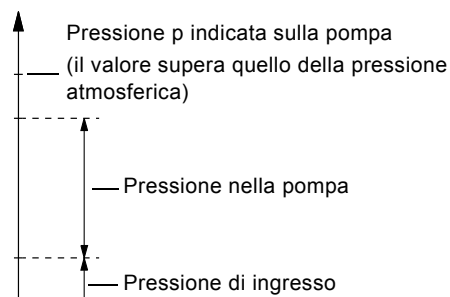 Pressione p indicata sulla pompa
(il valore supera quello della pressione
atmosferica)
Pressione nella pompa
Pressione di ingresso